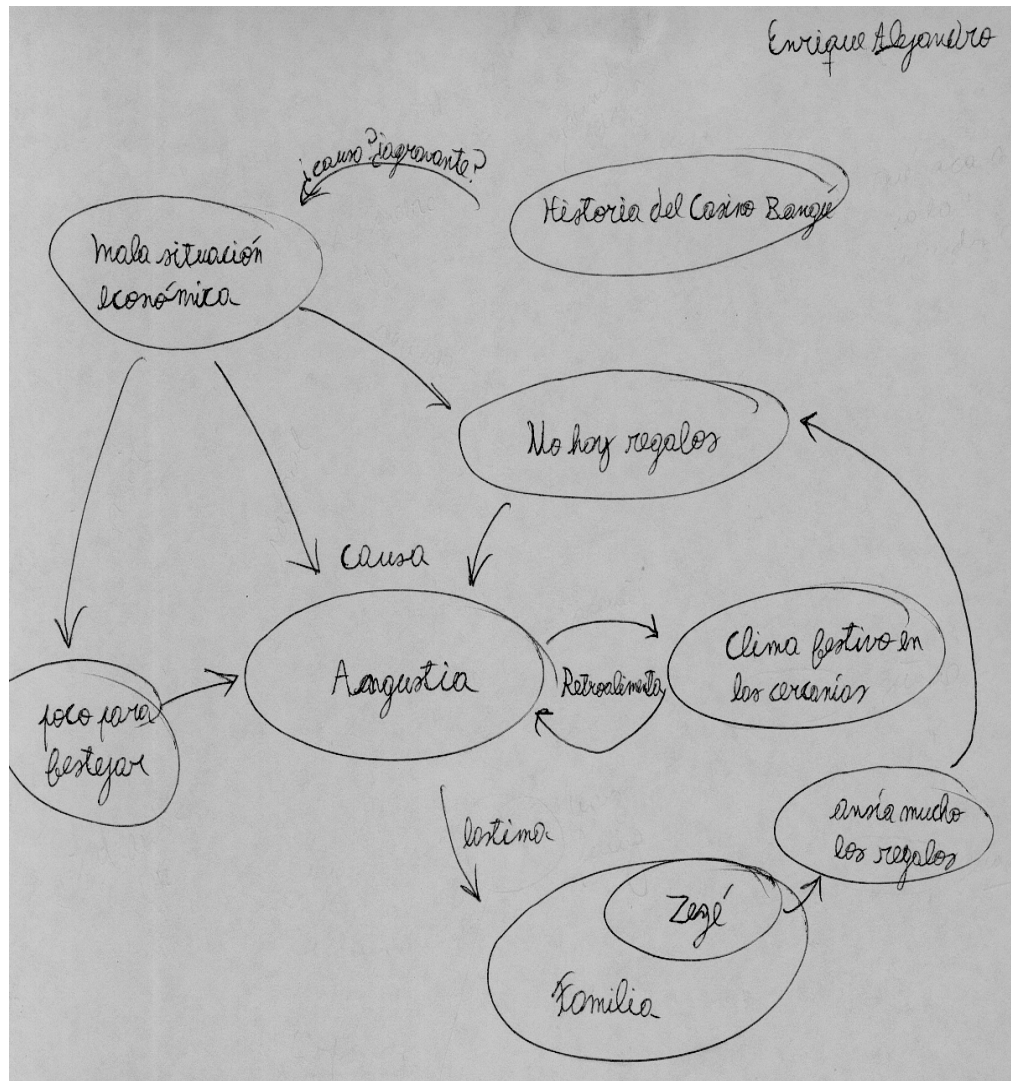 Enrique Alejandro
¿causa? ¿agravante?
Historia del Casino Bangú
mala situación
económica
No hay regalos
causa
Angustia
Retroalimenta
Clima festivo en
las cercanías
poco para
festejar
lastima
ansía mucho
los regalos
Zezé
Familia